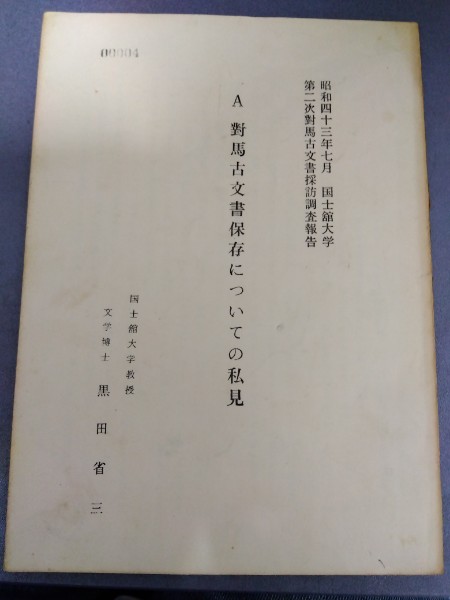 00004
昭和四十三年七月 国士舘大学
第二次對馬古文書採訪調査報告
A 對馬古文書保存についての私見
国士舘大学教授
文学博士 黒田省三